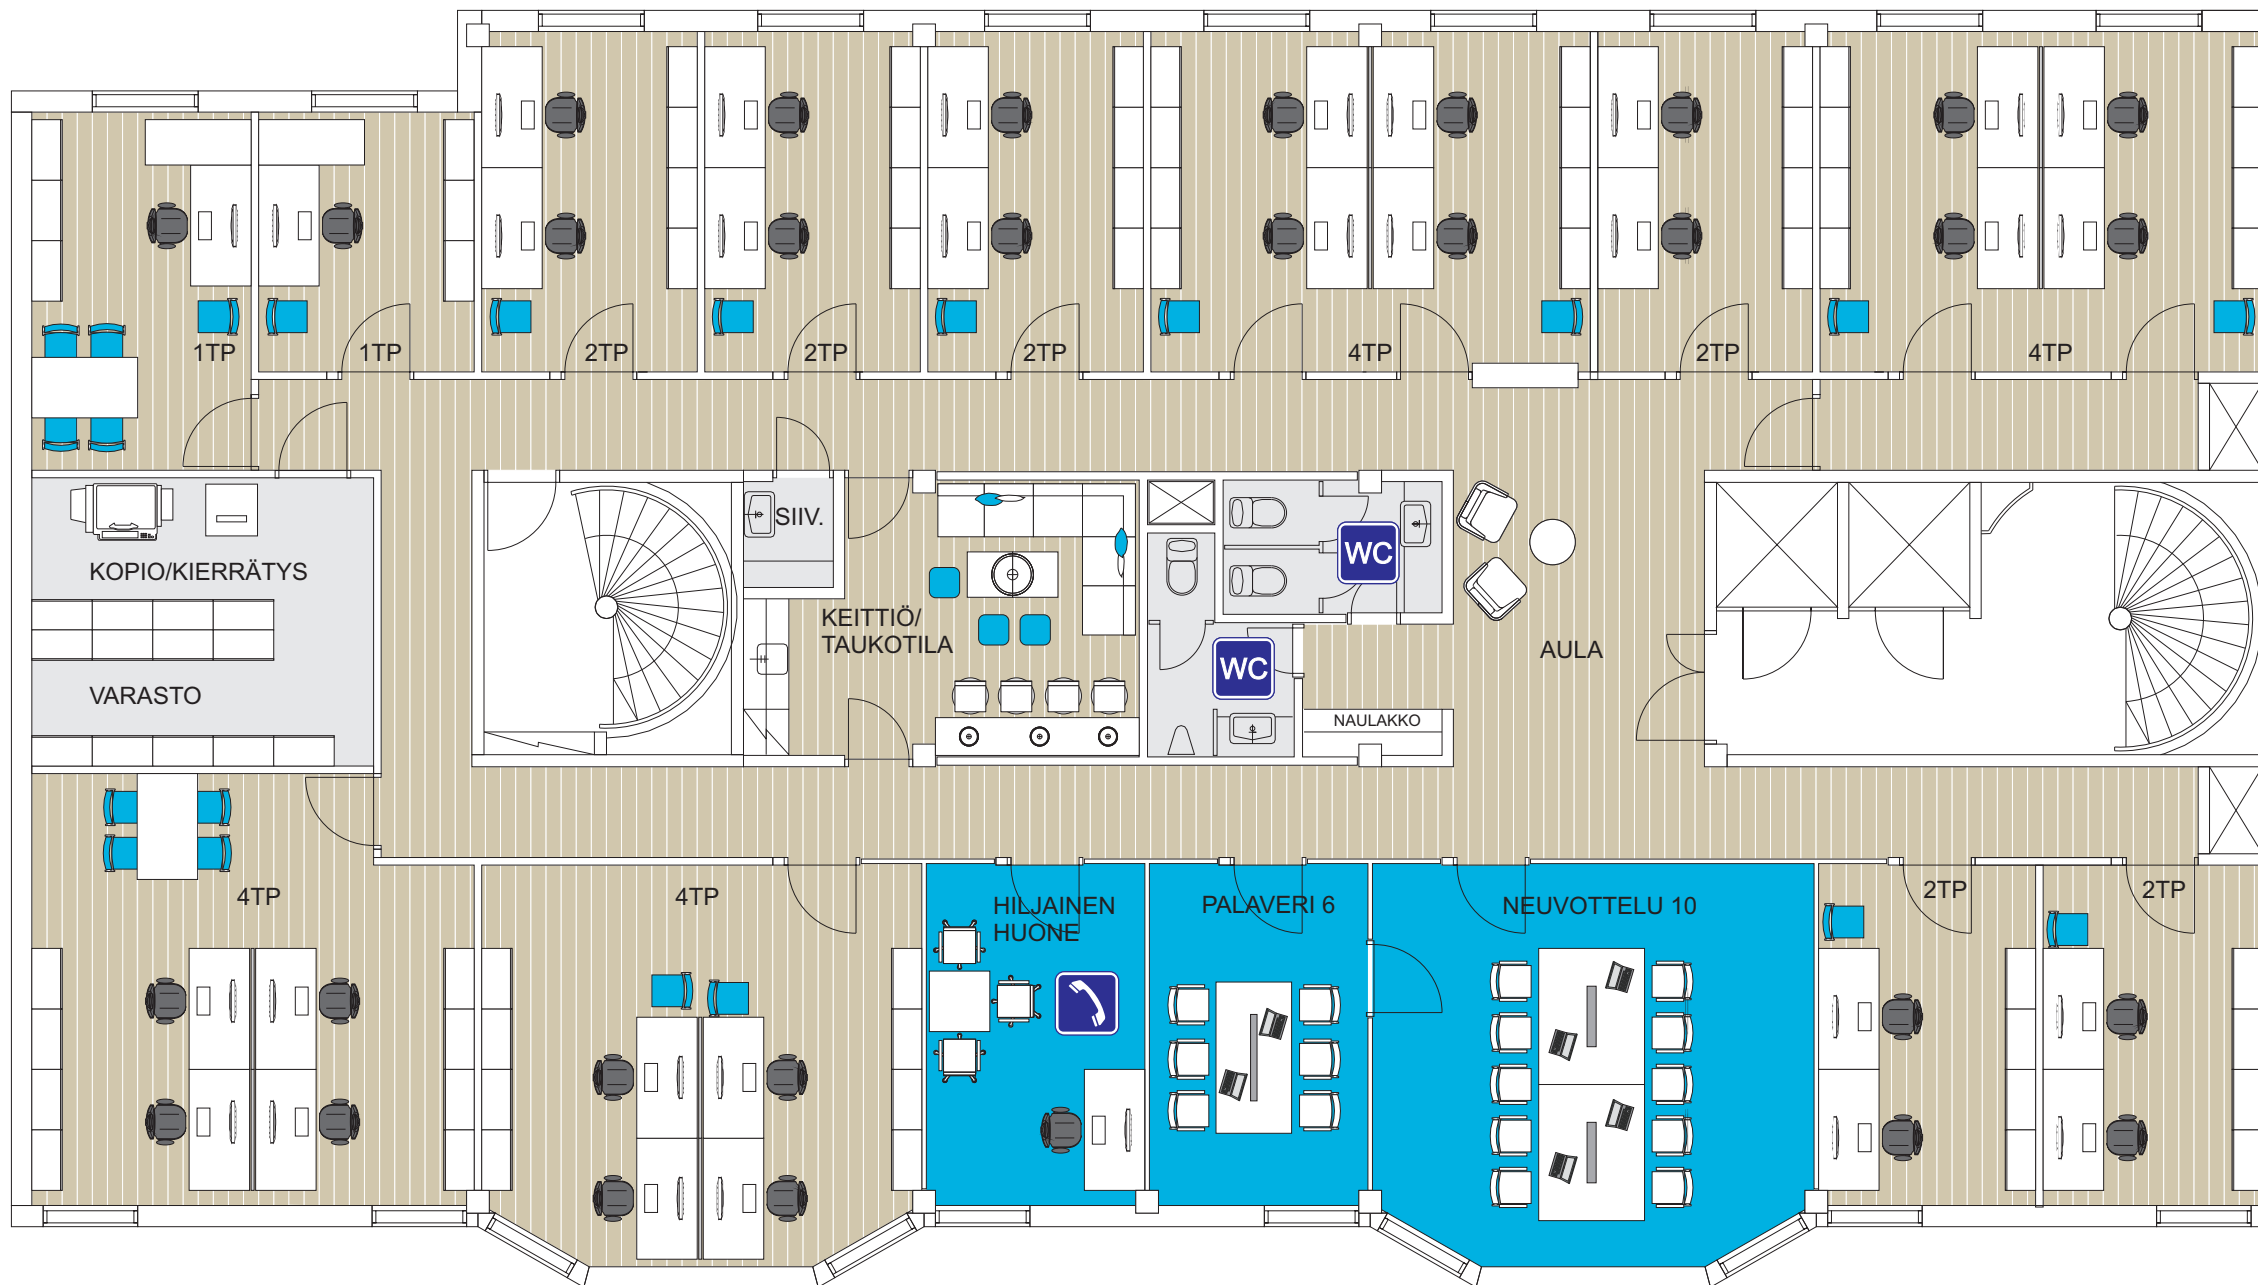 1TP
1TP
2TP
2TP
2TP
4TP
2TP
4TP
SIIV.
WC
KOPIO/KIERRÄTYS
KEITTIÖ/
TAUKOTILA
AULA
WC
VARASTO
NAULAKKO
4TP
4TP
HILJAINEN
HUONE
PALAVERI 6
NEUVOTTELU 10
2TP
2TP